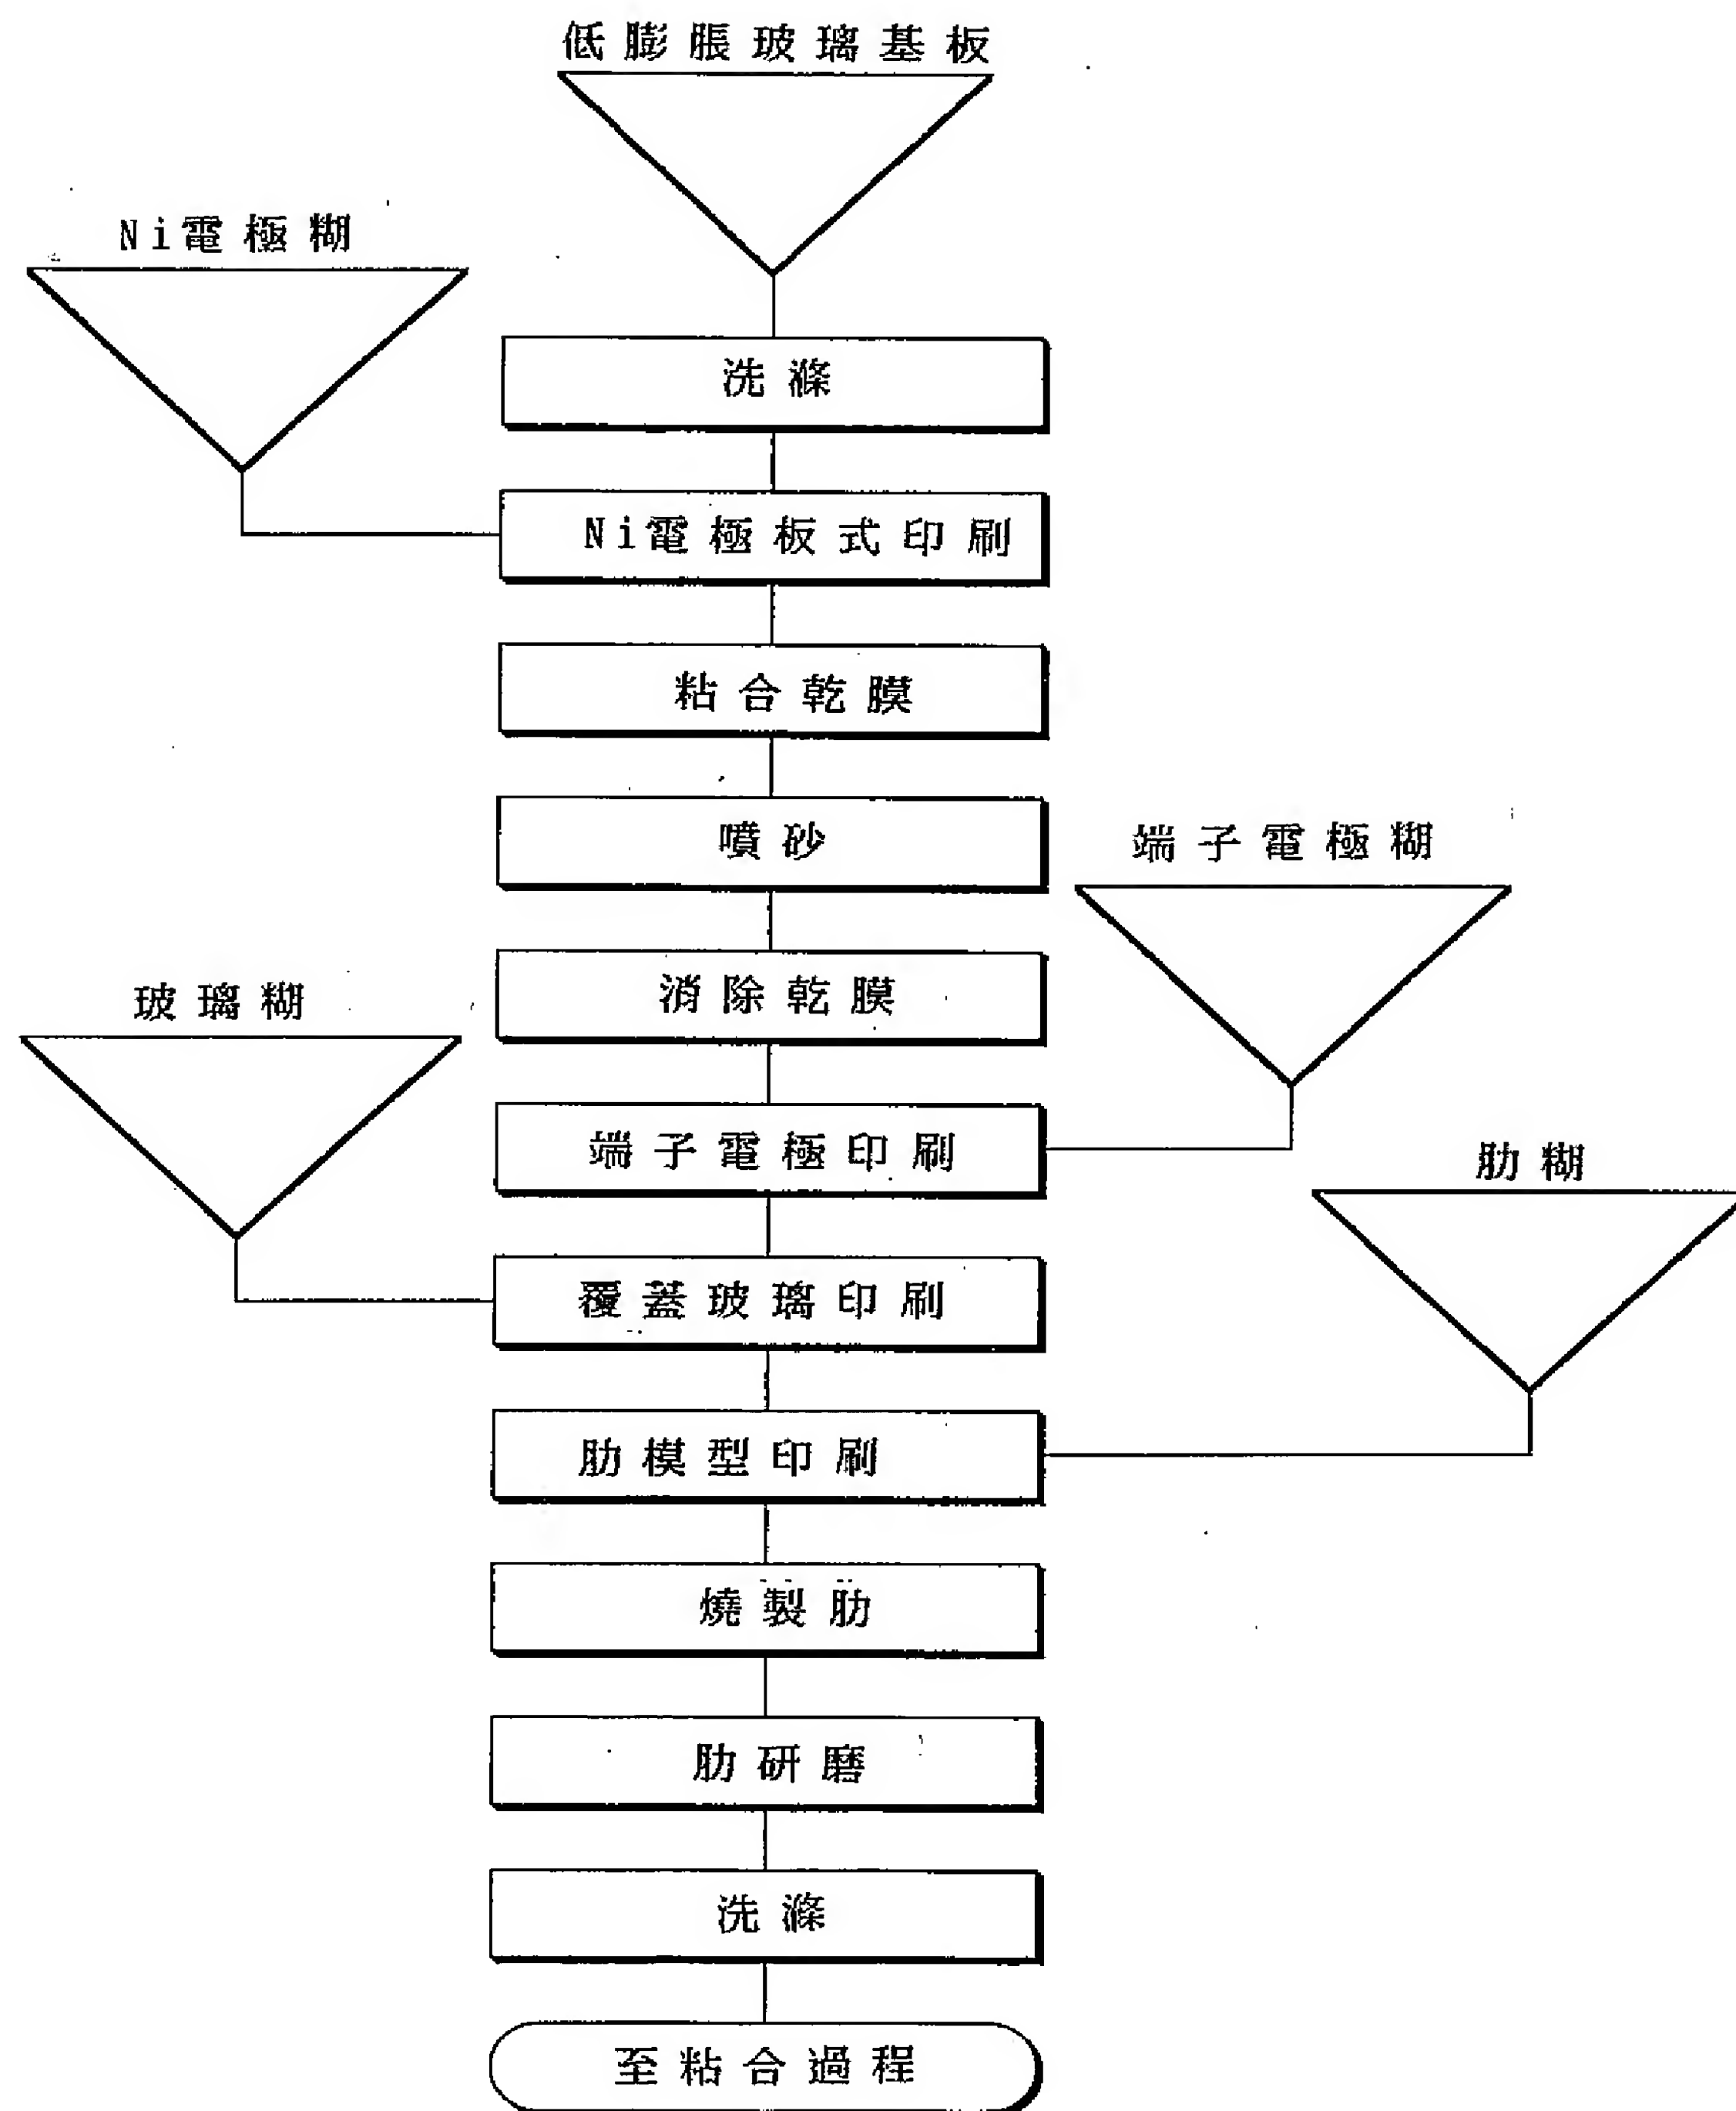 低膨脹玻璃基板
Ni電極糊
洗滌
Ni電極板式印刷
粘合乾膜
噴砂
端子電極糊
消除乾膜
玻璃糊
端子電極印刷
肋糊
覆蓋玻璃印刷
肋模型印刷
燒製肋
肋研磨
洗滌
至粘合過程